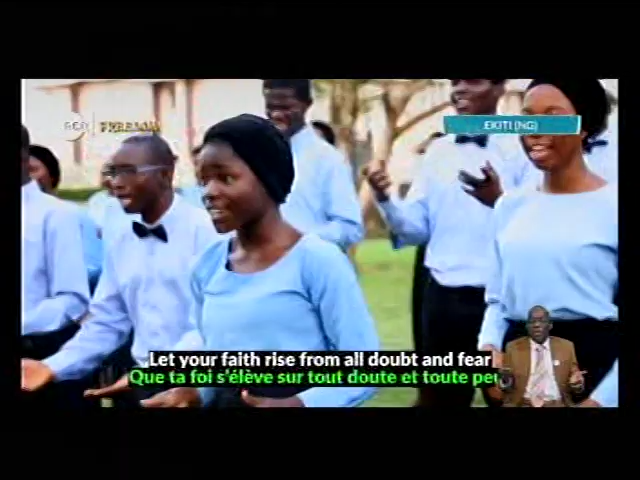 EKITI (NG)
Let your faith rise from all doubt and fear
Que ta foi s'élève sur tout doute et toute pe